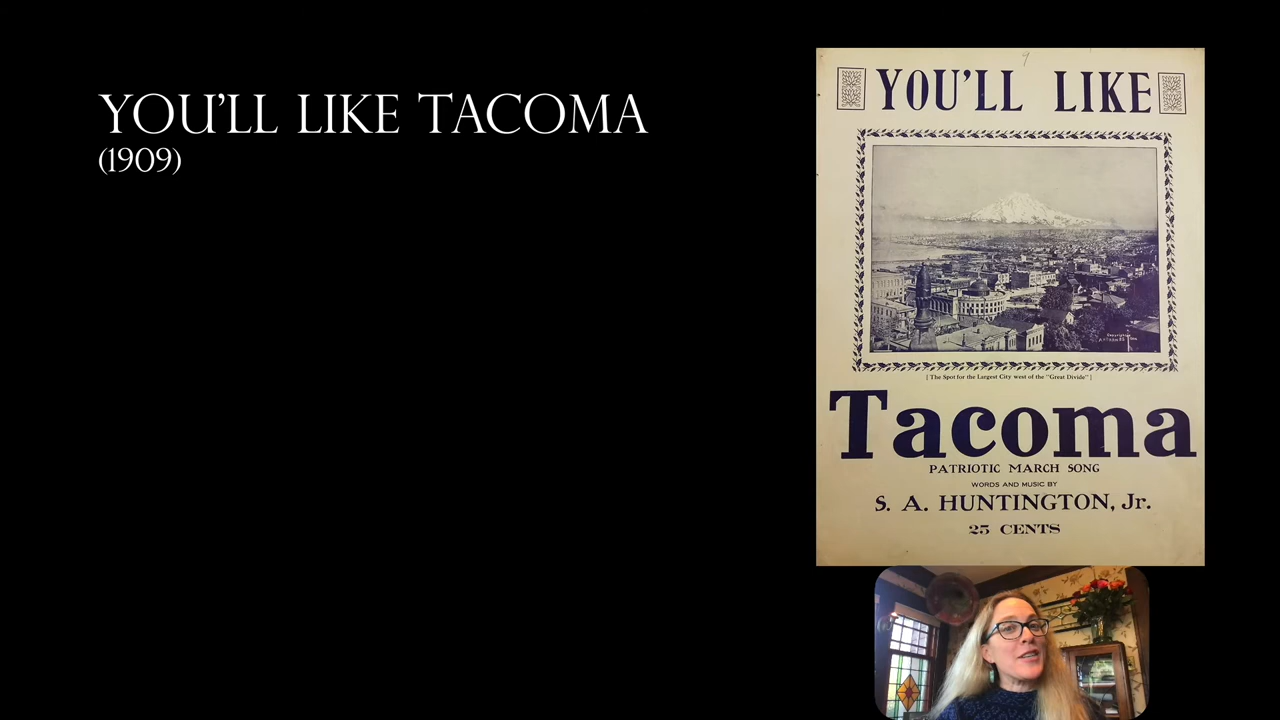 YOU'LL LIKE TACOMA
(1909)
9
YOU'LL LIKE
[ The Spot for the Largest City west of the "Great Divide" ]
Tacoma
PATRIOTIC MARCH SONG
WORDS AND MUSIC BY
S. A. HUNTINGTON, Jr.
25 CENTS